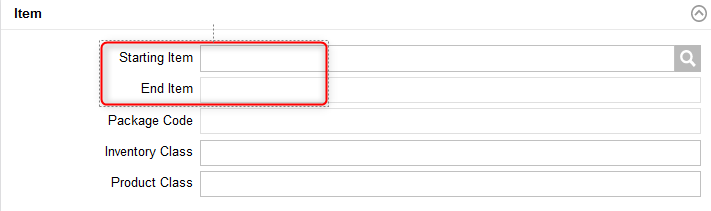 Item
Starting Item
End Item
Package Code
Inventory Class
Product Class